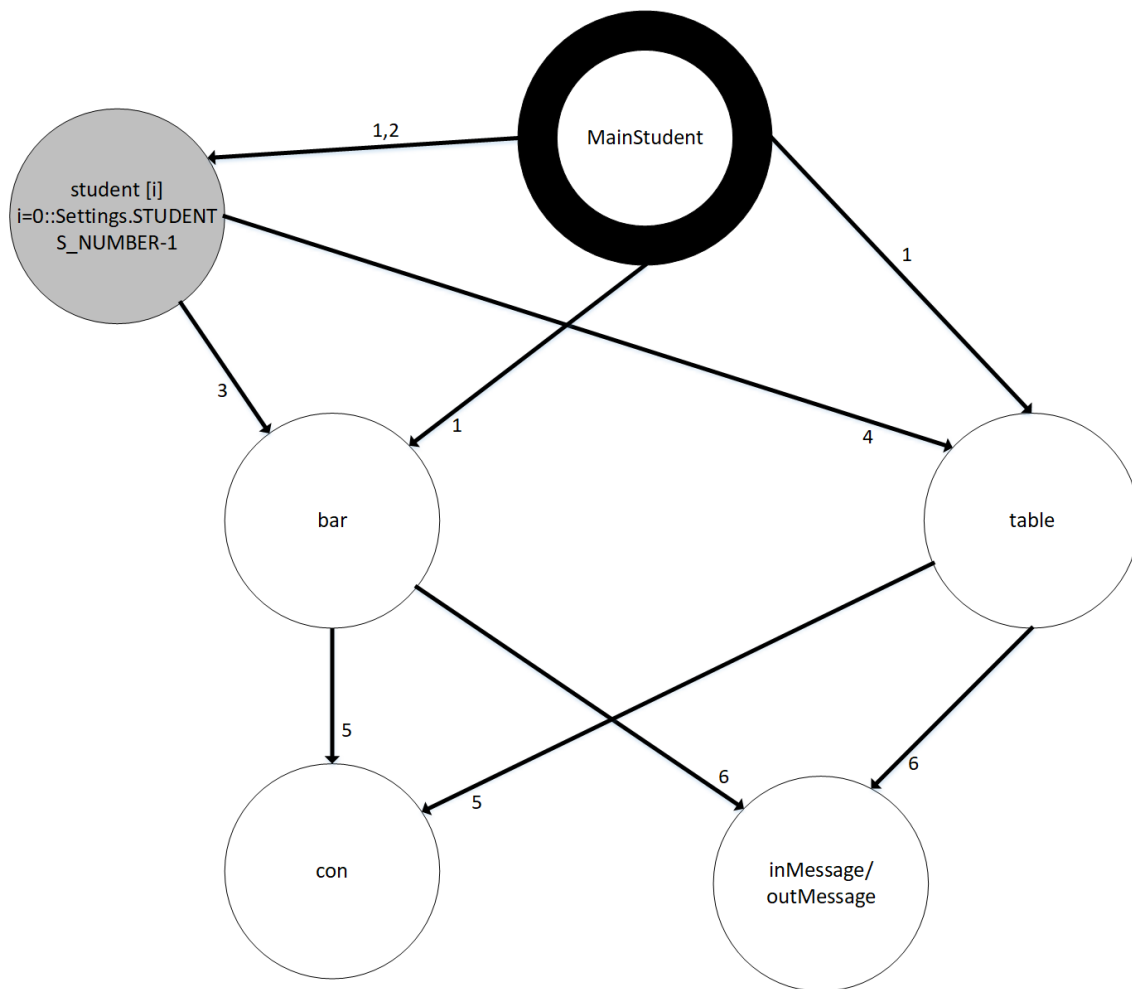 1,2
MainStudent
student [i]
i=0::Settings.STUDENT
S_NUMBER-1
1
3
1
4
bar
table
5
6
5
6
con
inMessage/
outMessage